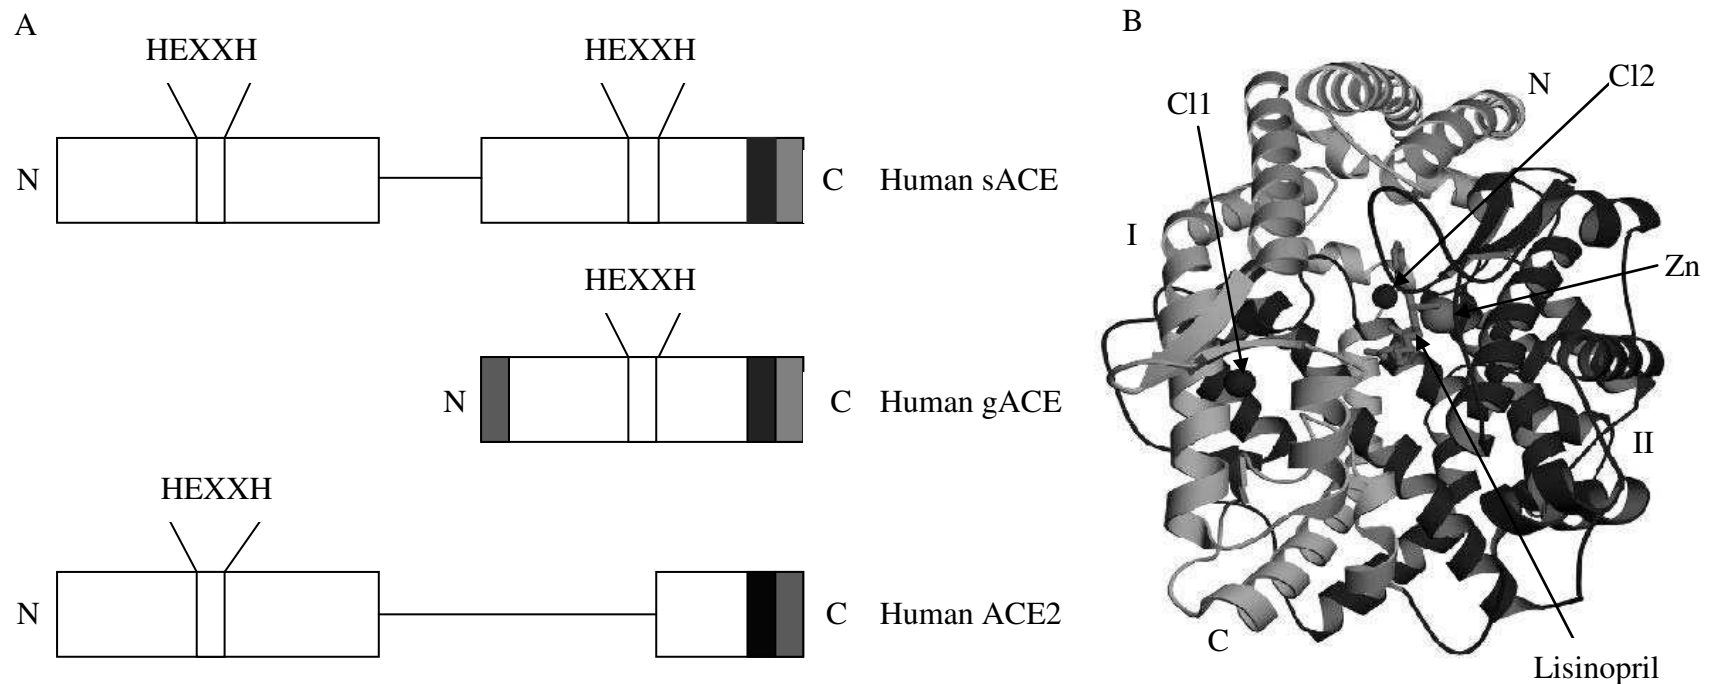 A
HEXXH HEXXH
N C Human sACE
HEXXH
N C Human gACE
HEXXH
N C Human ACE2
B
N
Cl2
Cl1
I
Zn
II
C
Lisinopril